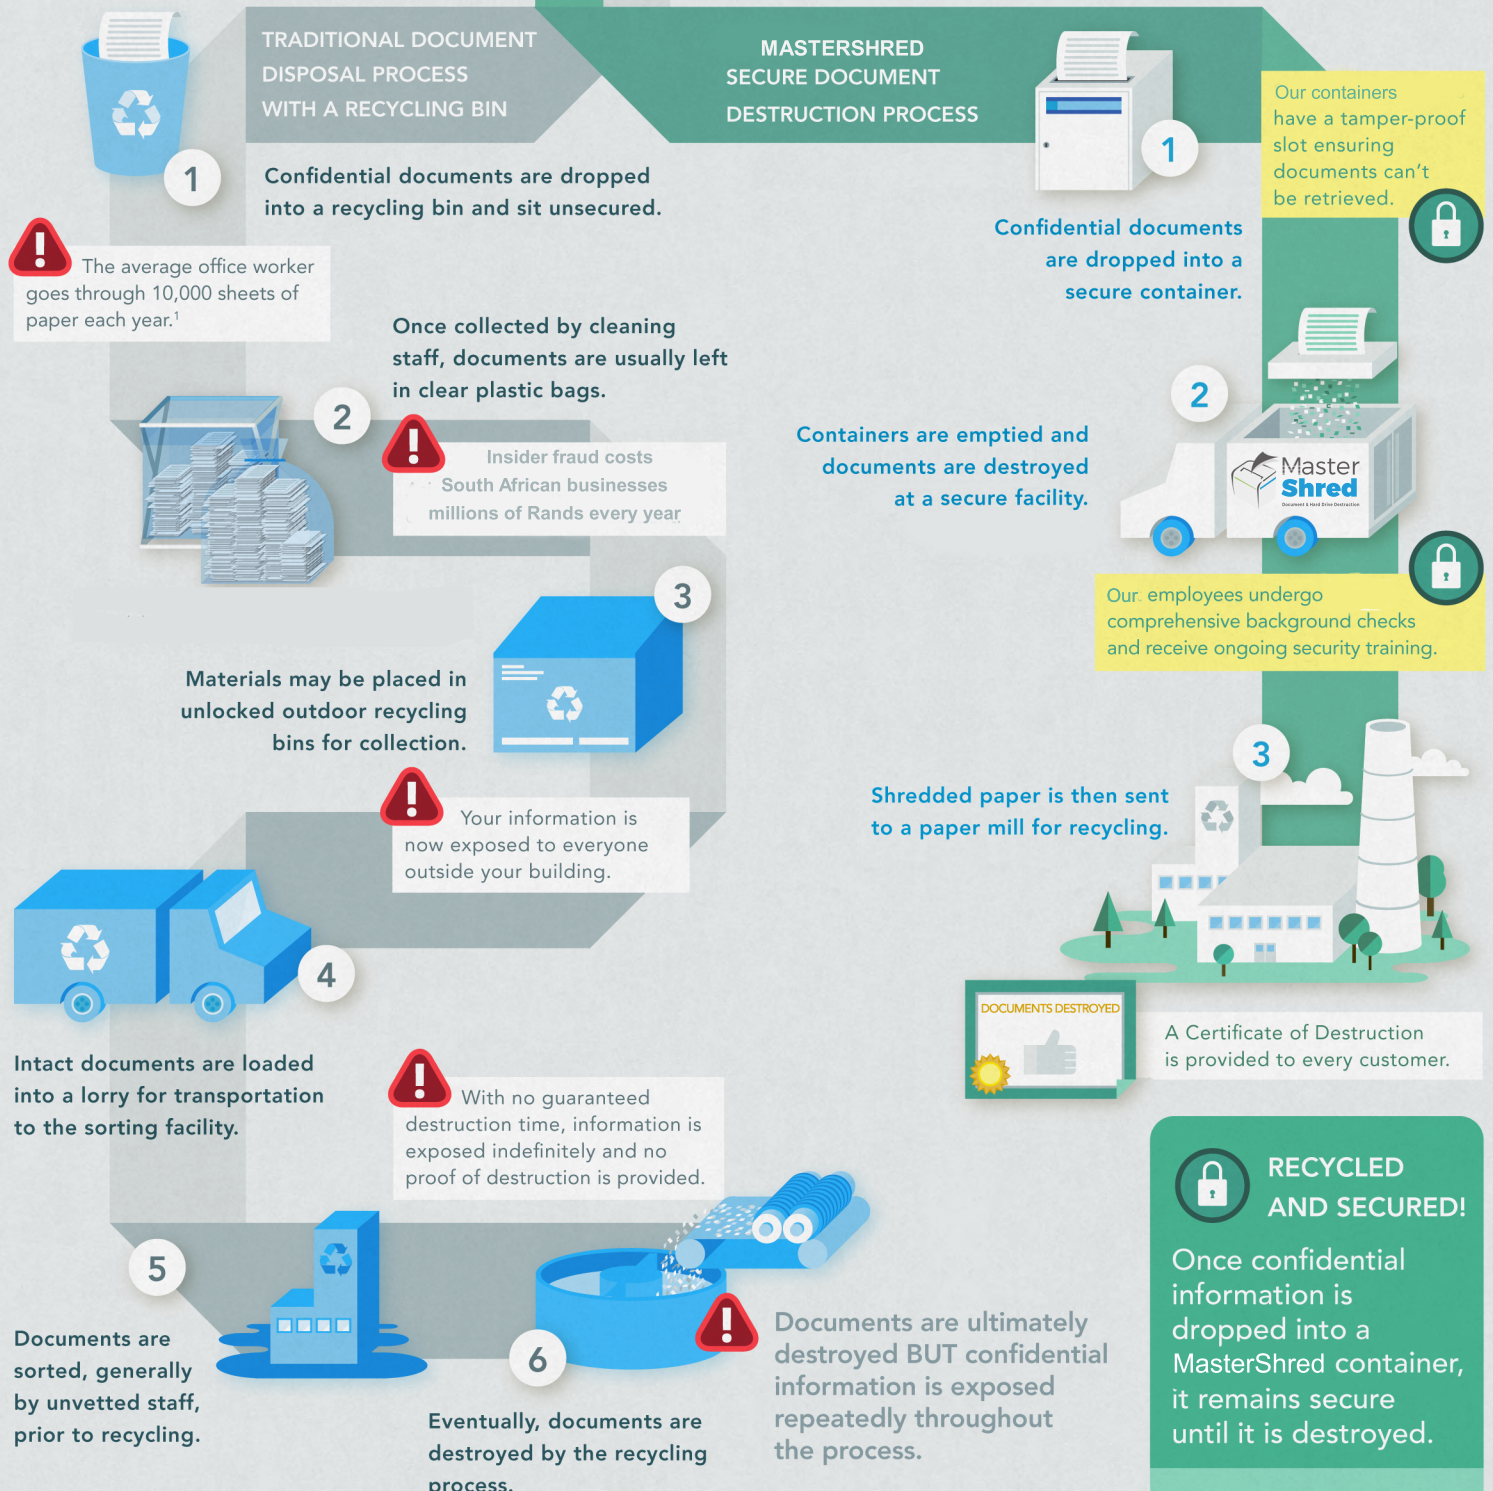 TRADITIONAL DOCUMENT
DISPOSAL PROCESS
WITH A RECYCLING BIN
1
Confidential documents are dropped
into a recycling bin and sit unsecured.
The average office worker
goes through 10,000 sheets of
paper each year.1
Once collected by cleaning
staff, documents are usually left
in clear plastic bags.
2
Insider fraud costs
South African businesses
millions of Rands every year
3
Materials may be placed in
unlocked outdoor recycling
bins for collection.
Your information is
now exposed to everyone
outside your building.
4
Intact documents are loaded
into a lorry for transportation
to the sorting facility.
With no guaranteed
destruction time, information is
exposed indefinitely and no
proof of destruction is provided.
5
Documents are
sorted, generally
by unvetted staff,
prior to recycling.
6
Eventually, documents are
destroyed by the recycling
process.
Documents are ultimately
destroyed BUT confidential
information is exposed
repeatedly throughout
the process.
MASTERSHRED
SECURE DOCUMENT
DESTRUCTION PROCESS
1
Our containers
have a tamper-proof
slot ensuring
documents can't
be retrieved.
Confidential documents
are dropped into a
secure container.
2
Containers are emptied and
documents are destroyed
at a secure facility.
Master
Shred
Document & Hard Drive Destruction
Our employees undergo
comprehensive background checks
and receive ongoing security training.
3
Shredded paper is then sent
to a paper mill for recycling.
DOCUMENTS DESTROYED
A Certificate of Destruction
is provided to every customer.
RECYCLED
AND SECURED!
Once confidential
information is
dropped into a
MasterShred container,
it remains secure
until it is destroyed.